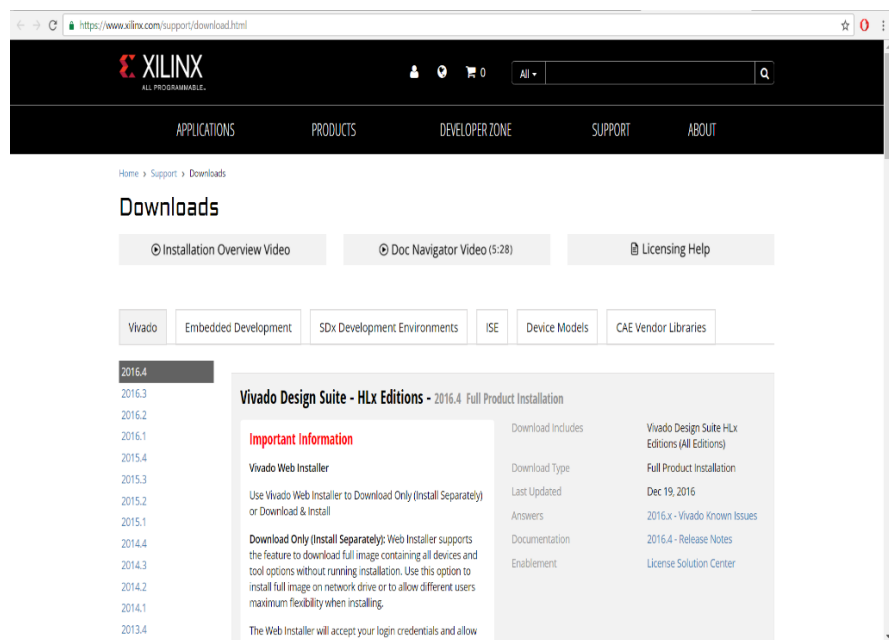 https://www.xilinx.com/support/download.html
XILINX
ALL PROGRAMMABLE.
0
All
APPLICATIONS PRODUCTS DEVELOPER ZONE SUPPORT ABOUT
Home > Support > Downloads
Downloads
Installation Overview Video Doc Navigator Video (5:28) Licensing Help
Vivado Embedded Development SDx Development Environments ISE Device Models CAE Vendor Libraries
2016.4
2016.3
2016.2
2016.1
2015.4
2015.3
2015.2
2015.1
2014.4
2014.3
2014.2
2014.1
2013.4
Vivado Design Suite - HLx Editions - 2016.4 Full Product Installation
Important Information
Vivado Web Installer
Use Vivado Web Installer to Download Only (Install Separately)
or Download & Install
Download Only (Install Separately): Web Installer supports
the feature to download full image containing all devices and
tool options without running installation. Use this option to
install full image on network drive or to allow different users
maximum flexibility when installing.
The Web Installer will accept your login credentials and allow
Download Includes Vivado Design Suite HLx
Editions (All Editions)
Download Type Full Product Installation
Last Updated Dec 19, 2016
Answers 2016.x - Vivado Known Issues
Documentation 2016.4 - Release Notes
Enablement License Solution Center